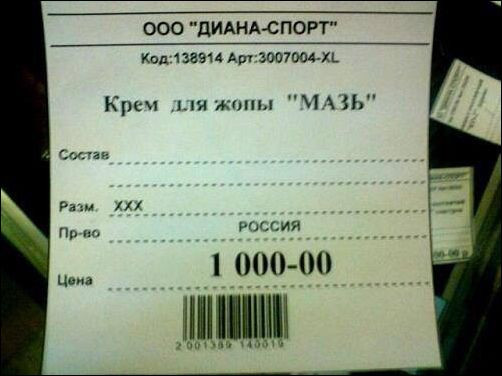 ООО "ДИАНА-СПОРТ"
Код:138914 Арт:3007004-XL
Крем для жопы "МАЗЬ"
Состав
Разм. XXX
Пр-во РОССИЯ
Цена 1 000-00
2 001389 140019